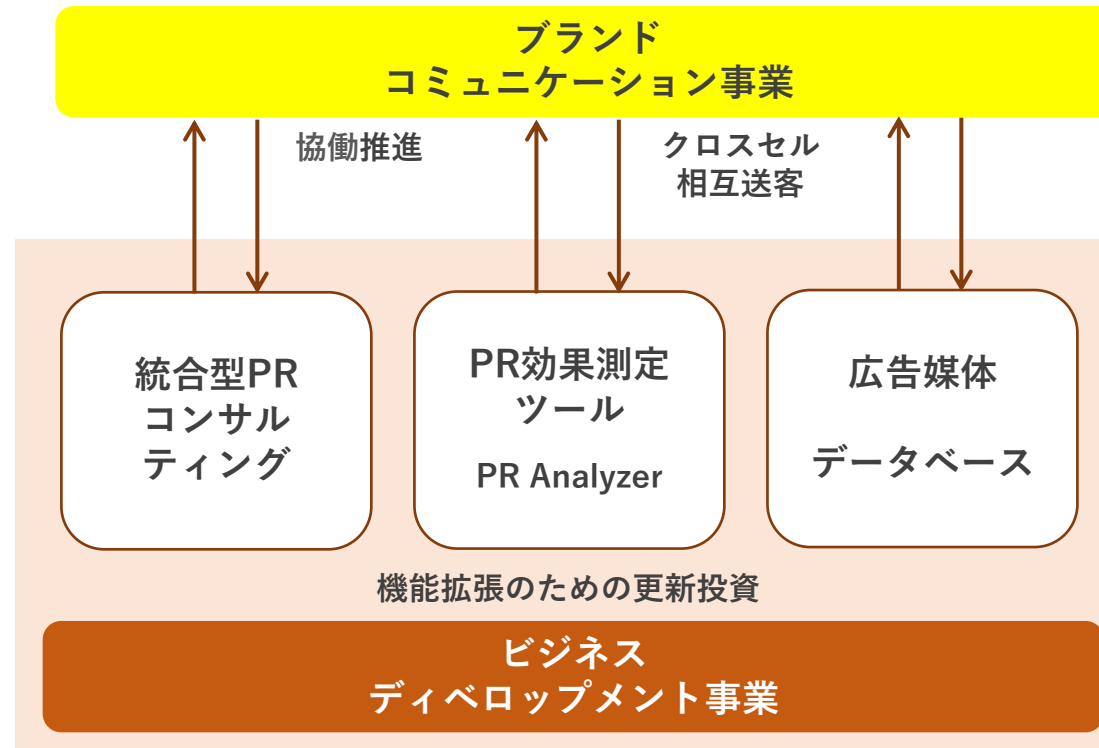 ブランド
コミュニケーション事業
協働推進
クロスセル
相互送客
統合型PR
コンサル
ティング
PR効果測定
ツール
PR Analyzer
広告媒体
データベース
機能拡張のための更新投資
ビジネス
ディベロップメント事業